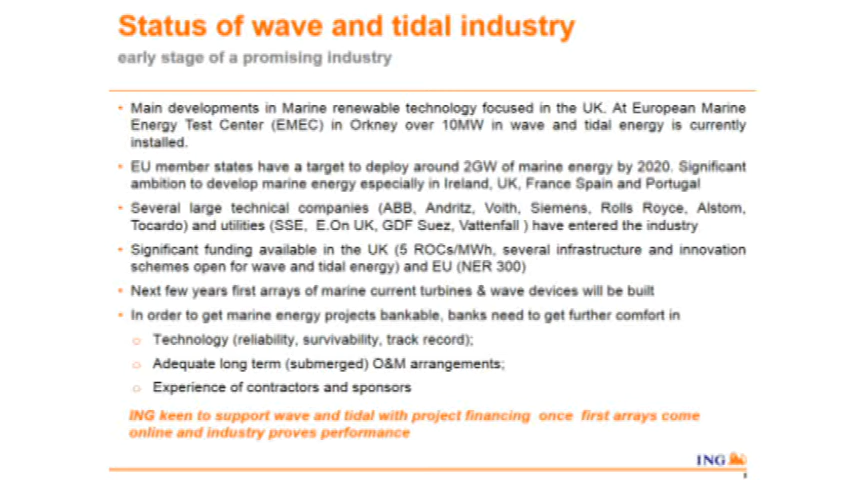 Status of wave and tidal industry
early stage of a promising industry
• Main developments in Marine renewable technology focused in the UK. At European Marine
Energy Test Center (EMEC) in Orkney over 10MW in wave and tidal energy is currently
installed.
• EU member states have a target to deploy around 2GW of marine energy by 2020. Significant
ambition to develop marine energy especially in Ireland, UK, France Spain and Portugal
• Several large technical companies (ABB, Andritz, Voith, Siemens, Rolls Royce, Alstom,
Tocardo) and utilities (SSE, E.On UK, GDF Suez, Vattenfall ) have entered the industry
• Significant funding available in the UK (5 ROCs/MWh, several infrastructure and innovation
schemes open for wave and tidal energy) and EU (NER 300)
• Next few years first arrays of marine current turbines & wave devices will be built
• In order to get marine energy projects bankable, banks need to get further comfort in
o Technology (reliability, survivability, track record);
o Adequate long term (submerged) O&M arrangements;
o Experience of contractors and sponsors
ING keen to support wave and tidal with project financing once first arrays come
online and industry proves performance
ING